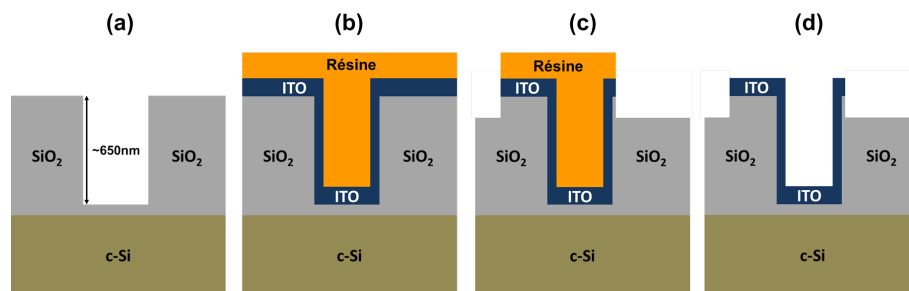 (a)
(b)
(c)
(d)
Résine
Résine
ITO
ITO
ITO
~650nm
SiO₂
SiO₂
SiO₂
SiO₂
SiO₂
SiO₂
SiO₂
SiO₂
ITO
ITO
ITO
c-Si
c-Si
c-Si
c-Si